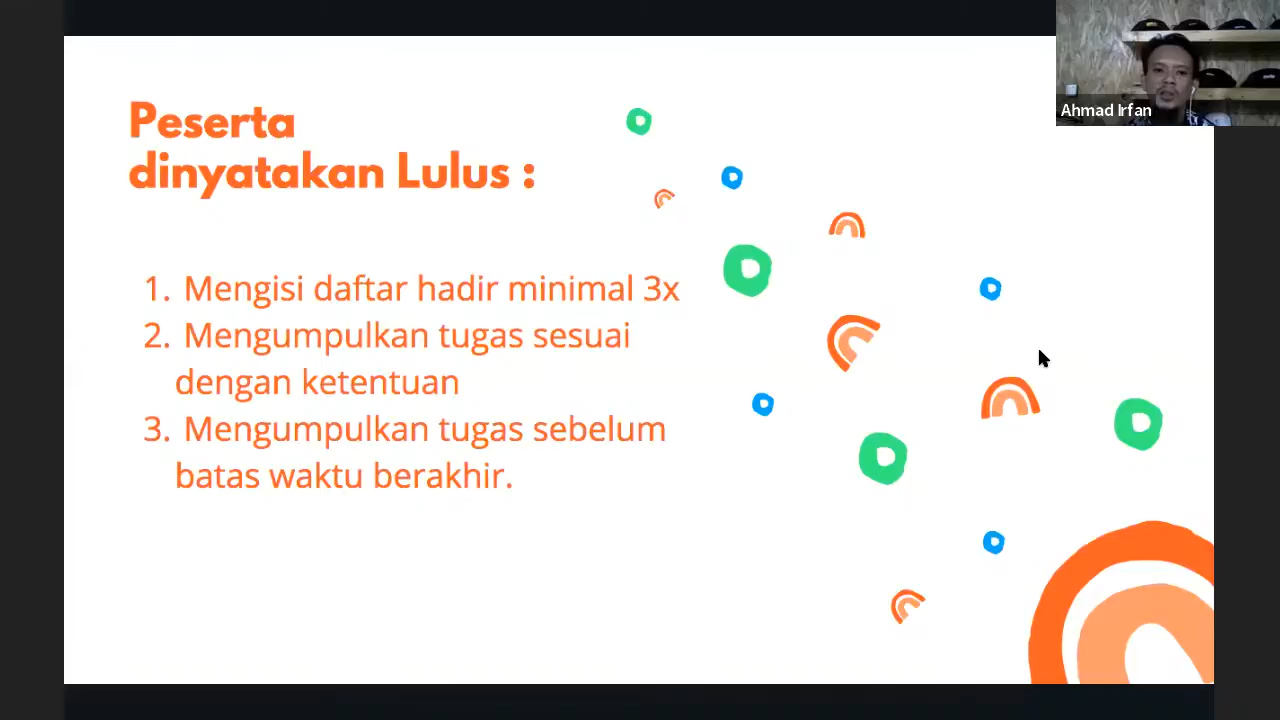 Peserta
dinyatakan Lulus :
1. Mengisi daftar hadir minimal 3x
2. Mengumpulkan tugas sesuai
dengan ketentuan
3. Mengumpulkan tugas sebelum
batas waktu berakhir.
Ahmad Irfan